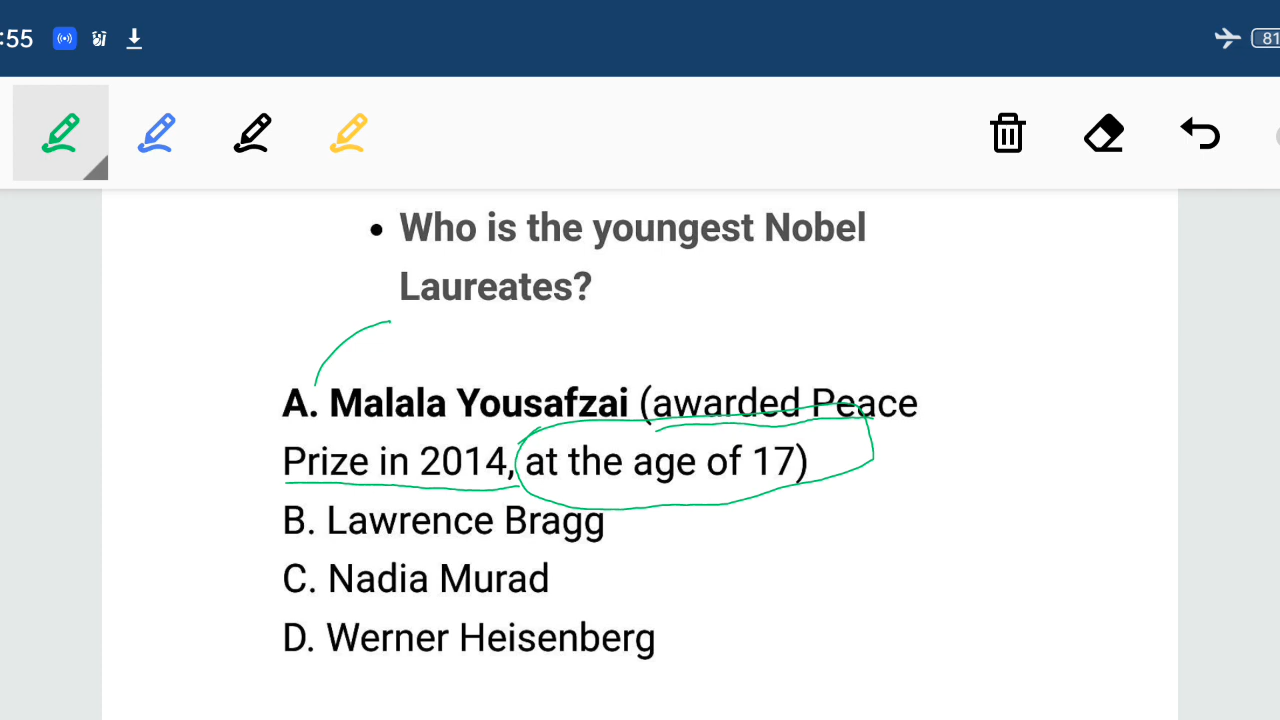 :55
81
• Who is the youngest Nobel
Laureates?
A. Malala Yousafzai (awarded Peace
Prize in 2014, at the age of 17)
B. Lawrence Bragg
C. Nadia Murad
D. Werner Heisenberg